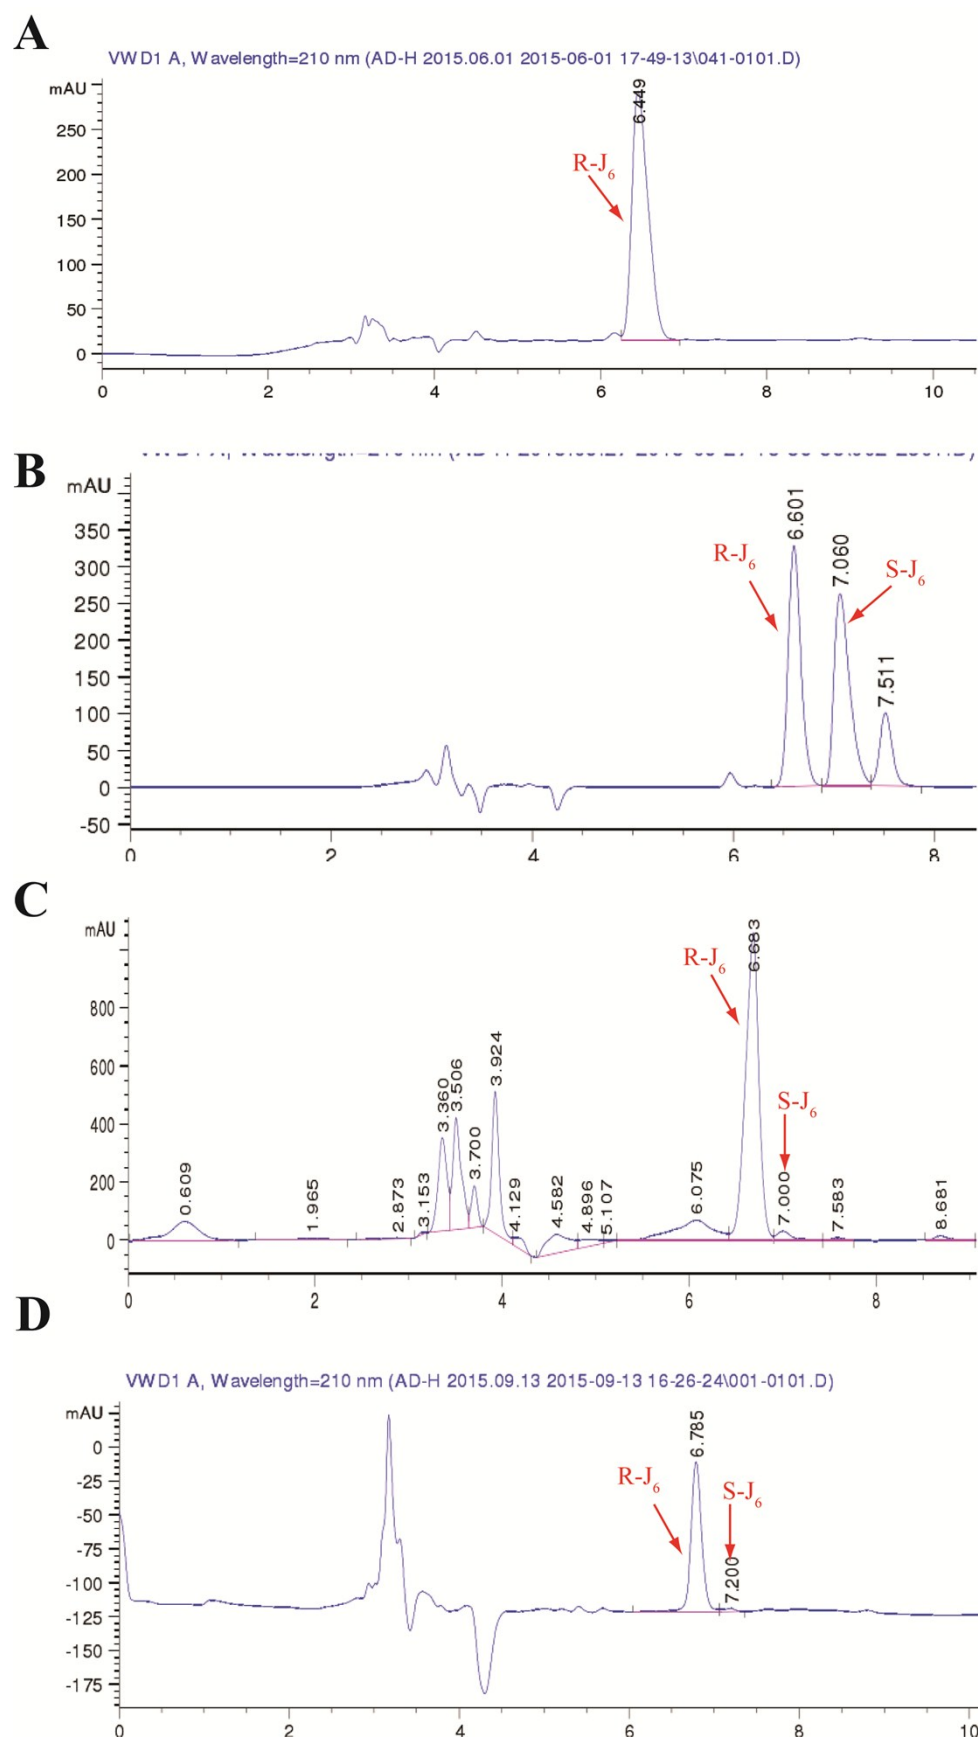 A
VWD1 A, Wavelength=210 nm (AD-H 2015.06.01 2015-06-01 17-49-13\041-0101.D)
mAU
6.449
R-J6
250
200
150
100
50
0
0 2 4 6 8 10
B
mAU
6.601
7.060
7.511
R-J6
S-J6
350
300
250
200
150
100
50
0
-50
0 2 4 6 8
C
mAU
R-J6
6.683
S-J6
800
600
400
200
0
0.609
1.965
2.873
3.153
3.360
3.506
3.700
3.924
4.129
4.582
4.896
5.107
6.075
7.000
7.583
8.681
0 2 4 6 8
D
VWD1 A, Wavelength=210 nm (AD-H 2015.09.13 2015-09-13 16-26-24\001-0101.D)
mAU
6.785
R-J6
S-J6
7.200
0
-25
-50
-75
-100
-125
-150
-175
0 2 4 6 8 10